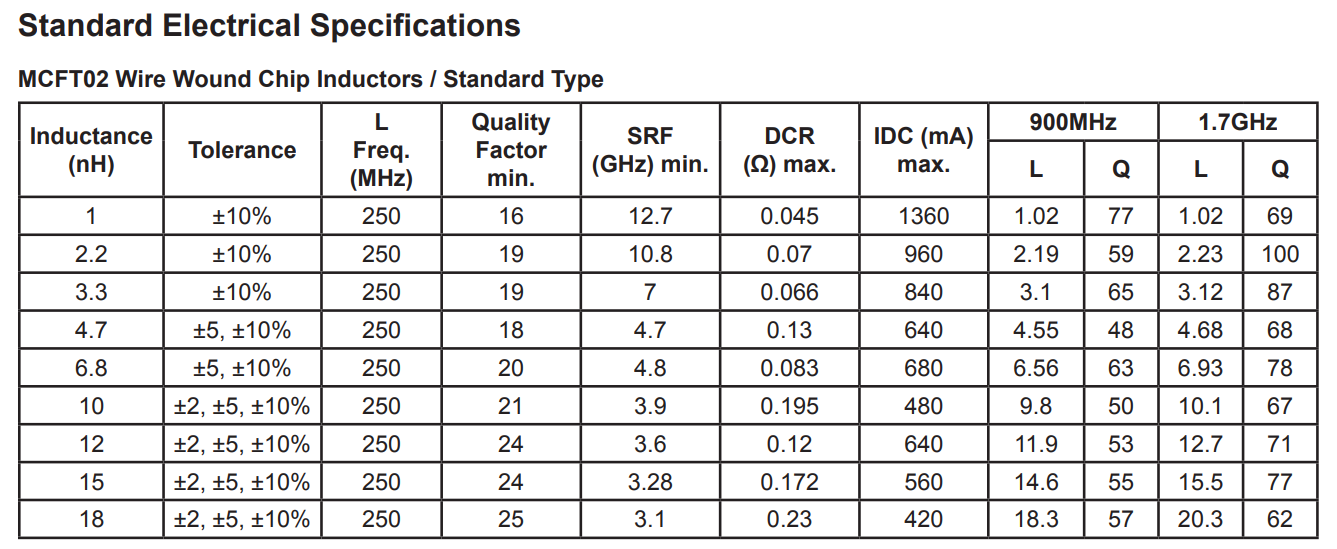 Standard Electrical Specifications
MCFT02 Wire Wound Chip Inductors / Standard Type
Inductance (nH) Tolerance L Freq. (MHz) Quality Factor min. SRF (GHz) min. DCR (Ω) max. IDC (mA) max. 900MHz 1.7GHz
L Q L Q
1 ±10% 250 16 12.7 0.045 1360 1.02 77 1.02 69
2.2 ±10% 250 19 10.8 0.07 960 2.19 59 2.23 100
3.3 ±10% 250 19 7 0.066 840 3.1 65 3.12 87
4.7 ±5, ±10% 250 18 4.7 0.13 640 4.55 48 4.68 68
6.8 ±5, ±10% 250 20 4.8 0.083 680 6.56 63 6.93 78
10 ±2, ±5, ±10% 250 21 3.9 0.195 480 9.8 50 10.1 67
12 ±2, ±5, ±10% 250 24 3.6 0.12 640 11.9 53 12.7 71
15 ±2, ±5, ±10% 250 24 3.28 0.172 560 14.6 55 15.5 77
18 ±2, ±5, ±10% 250 25 3.1 0.23 420 18.3 57 20.3 62